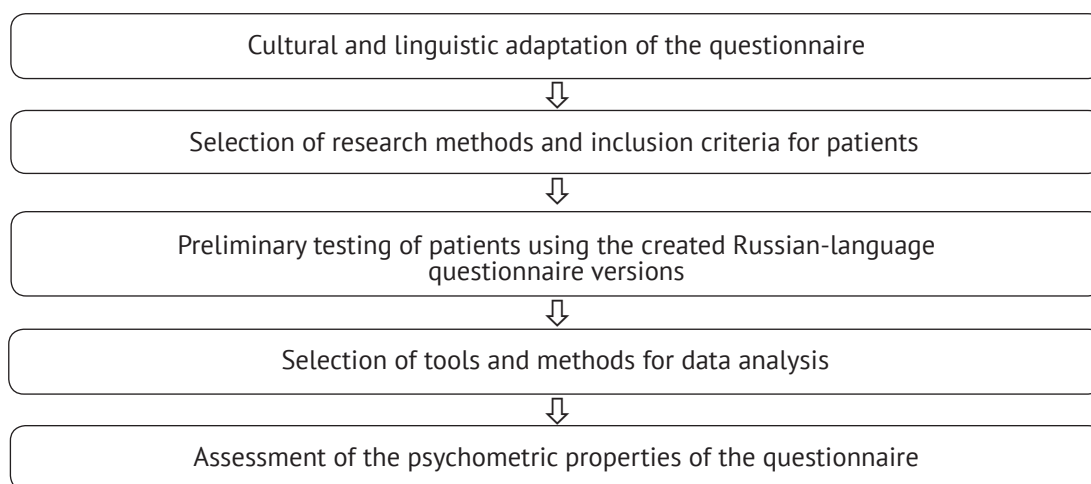 Cultural and linguistic adaptation of the questionnaire
Selection of research methods and inclusion criteria for patients
Preliminary testing of patients using the created Russian-language
questionnaire versions
Selection of tools and methods for data analysis
Assessment of the psychometric properties of the questionnaire